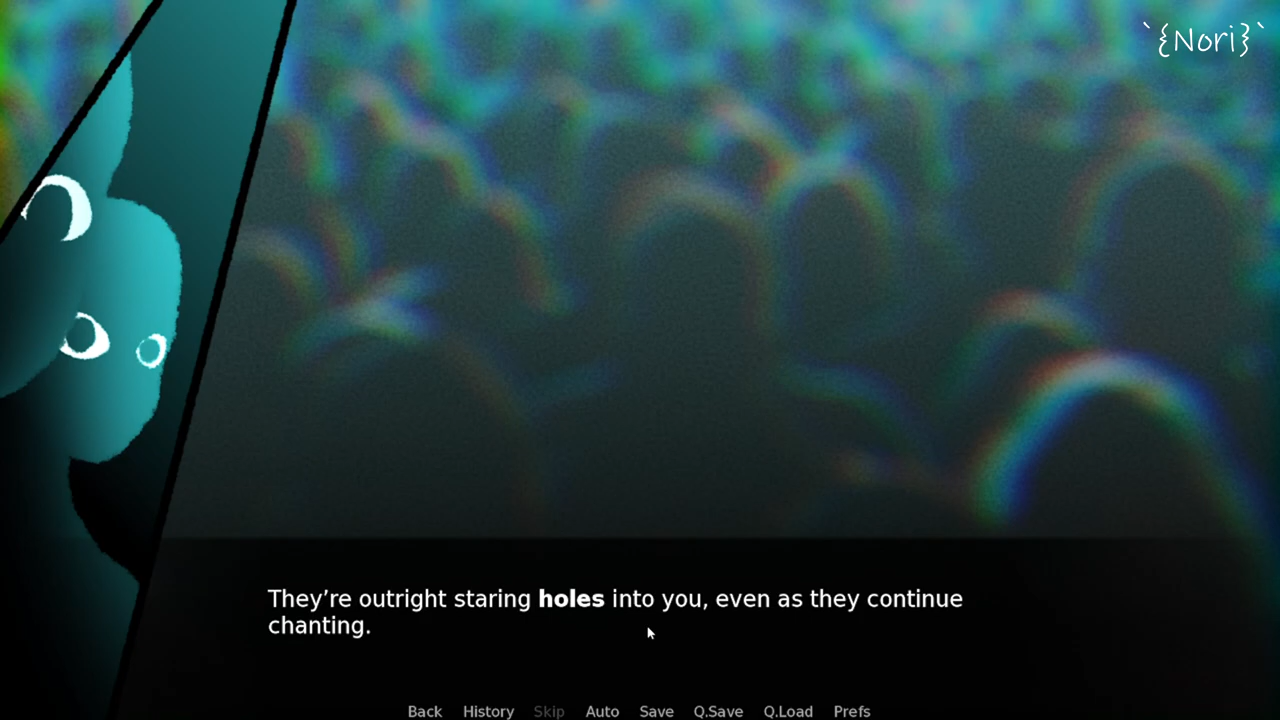 `{Nori}`
They’re outright staring holes into you, even as they continue
chanting.
Back History Skip Auto Save Q.Save Q.Load Prefs